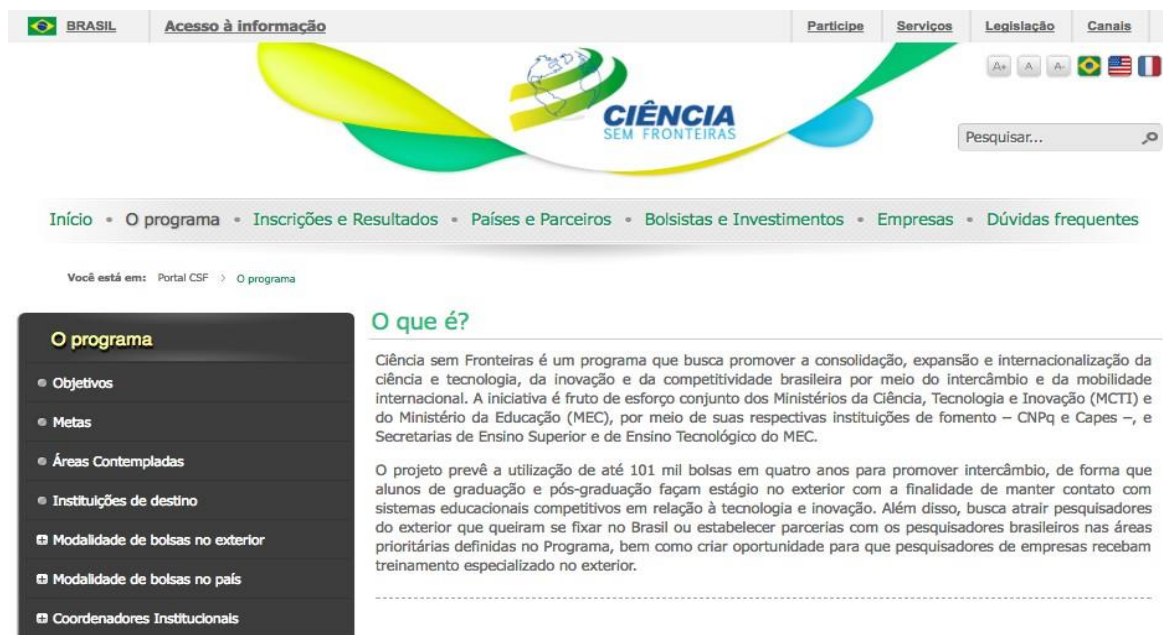 BRASIL Acesso à informação Participe Serviços Legislação Canais
A+ A A-
CIÊNCIA
SEM FRONTEIRAS
Pesquisar...
Início • O programa • Inscrições e Resultados • Países e Parceiros • Bolsistas e Investimentos • Empresas • Dúvidas frequentes
Você está em: Portal CSF > O programa
O programa
Objetivos
Metas
Áreas Contempladas
Instituições de destino
Modalidade de bolsas no exterior
Modalidade de bolsas no país
Coordenadores Institucionais
O que é?
Ciência sem Fronteiras é um programa que busca promover a consolidação, expansão e internacionalização da
ciência e tecnologia, da inovação e da competitividade brasileira por meio do intercâmbio e da mobilidade
internacional. A iniciativa é fruto de esforço conjunto dos Ministérios da Ciência, Tecnologia e Inovação (MCTI) e
do Ministério da Educação (MEC), por meio de suas respectivas instituições de fomento – CNPq e Capes –, e
Secretarias de Ensino Superior e de Ensino Tecnológico do MEC.
O projeto prevê a utilização de até 101 mil bolsas em quatro anos para promover intercâmbio, de forma que
alunos de graduação e pós-graduação façam estágio no exterior com a finalidade de manter contato com
sistemas educacionais competitivos em relação à tecnologia e inovação. Além disso, busca atrair pesquisadores
do exterior que queiram se fixar no Brasil ou estabelecer parcerias com os pesquisadores brasileiros nas áreas
prioritárias definidas no Programa, bem como criar oportunidade para que pesquisadores de empresas recebam
treinamento especializado no exterior.